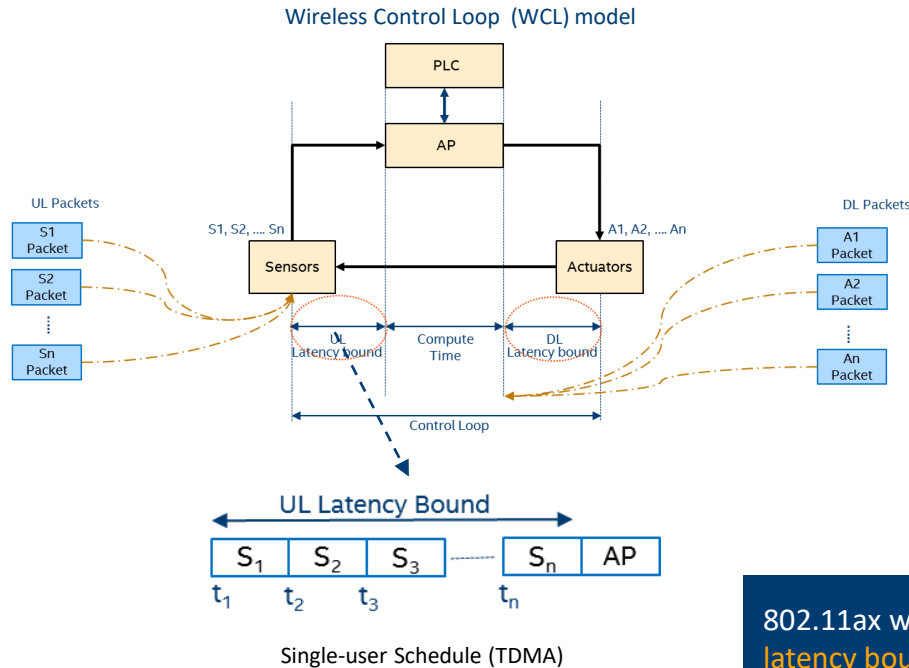 Wireless Control Loop (WCL) model
PLC
AP
UL Packets
DL Packets
S1
Packet
S2
Packet
Sn
Packet
S1, S2, .... Sn
A1, A2, .... An
Sensors
Actuators
A1
Packet
A2
Packet
An
Packet
UL
Latency bound
Compute
Time
DL
Latency bound
Control Loop
UL Latency Bound
S1 S2 S3 Sn AP
t1 t2 t3 tn
Single-user Schedule (TDMA)
802.11ax w
latency bou